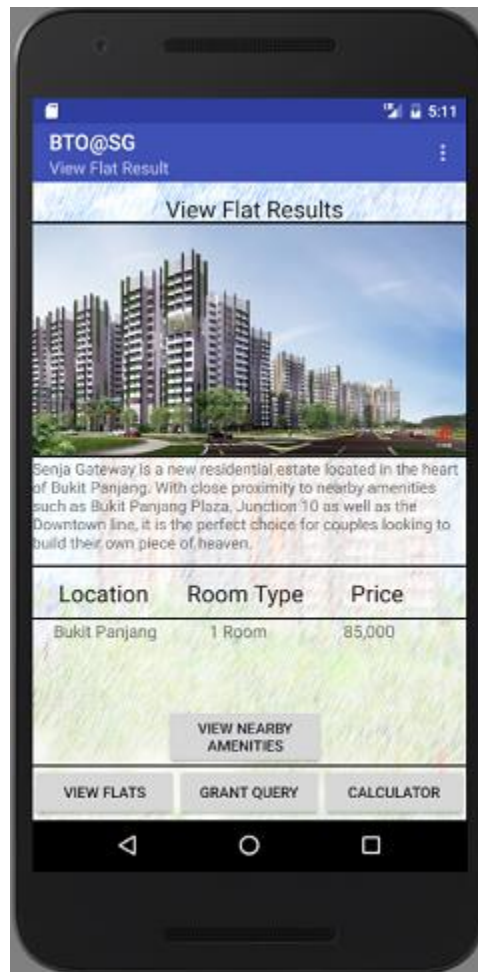 5:11
BTO@SG
View Flat Result
View Flat Results
Senja Gateway is a new residential estate located in the heart
of Bukit Panjang. With close proximity to nearby amenities
such as Bukit Panjang Plaza, Junction 10 as well as the
Downtown line, it is the perfect choice for couples looking to
build their own piece of heaven.
Location Room Type Price
Bukit Panjang 1 Room 85,000
VIEW NEARBY
AMENITIES
VIEW FLATS GRANT QUERY CALCULATOR